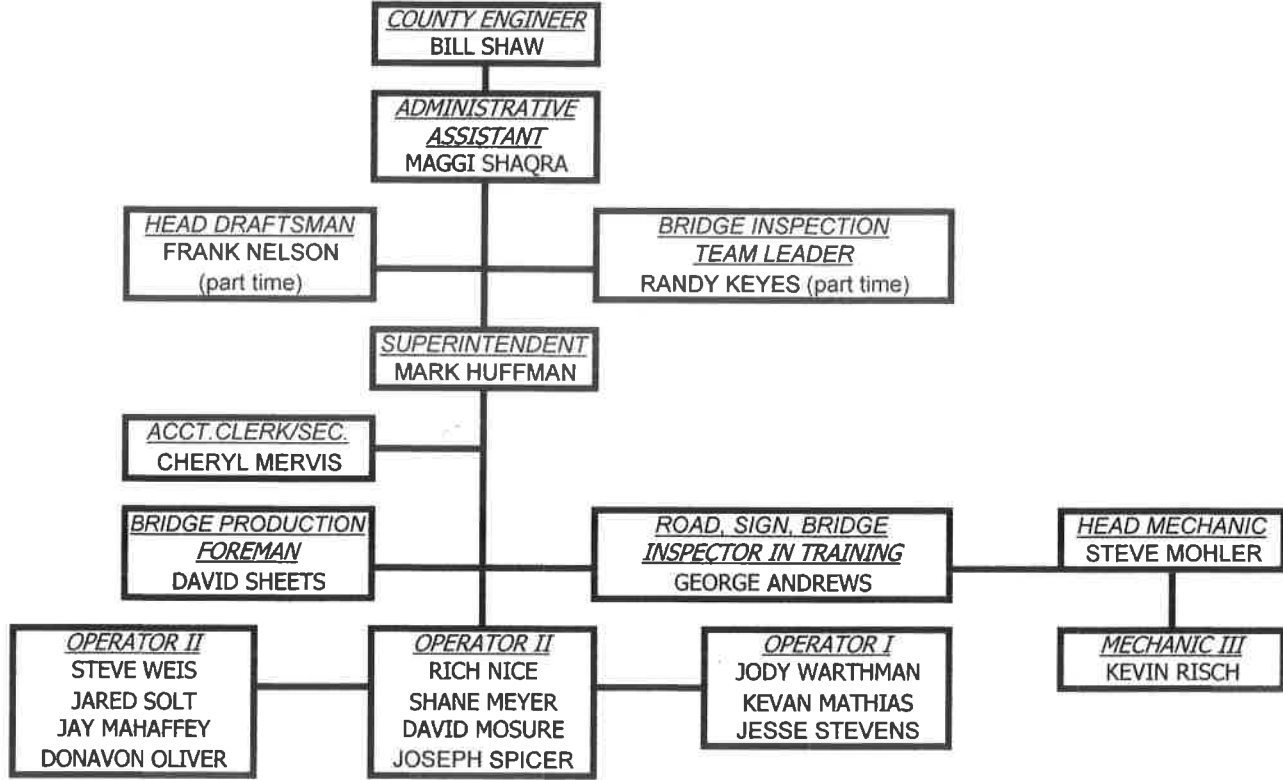 COUNTY ENGINEER
BILL SHAW
ADMINISTRATIVE
ASSISTANT
MAGGI SHAQRA
HEAD DRAFTSMAN
FRANK NELSON
(part time)
BRIDGE INSPECTION
TEAM LEADER
RANDY KEYES (part time)
SUPERINTENDENT
MARK HUFFMAN
ACCT.CLERK/SEC.
CHERYL MERVIS
BRIDGE PRODUCTION
FOREMAN
DAVID SHEETS
ROAD, SIGN, BRIDGE
INSPECTOR IN TRAINING
GEORGE ANDREWS
HEAD MECHANIC
STEVE MOHLER
OPERATOR II
STEVE WEIS
JARED SOLT
JAY MAHAFFEY
DONAVON OLIVER
OPERATOR II
RICH NICE
SHANE MEYER
DAVID MOSURE
JOSEPH SPICER
OPERATOR I
JODY WARTHMAN
KEVAN MATHIAS
JESSE STEVENS
MECHANIC III
KEVIN RISCH